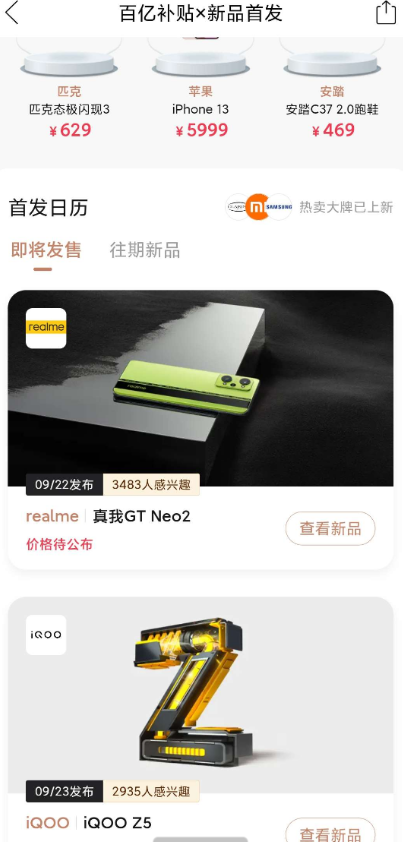 百亿补贴×新品首发
匹克 苹果 安踏
匹克态极闪现3 iPhone 13 安踏C37 2.0跑鞋
¥629 ¥5999 ¥469
首发日历 SAMSUNG 热卖大牌已上新
即将发售 往期新品
realme
realme
09/22发布 3483人感兴趣
realme 真我GT Neo2 查看新品
价格待公布
iQOO
09/23发布 2935人感兴趣
iQOO iQOO Z5 查看新品